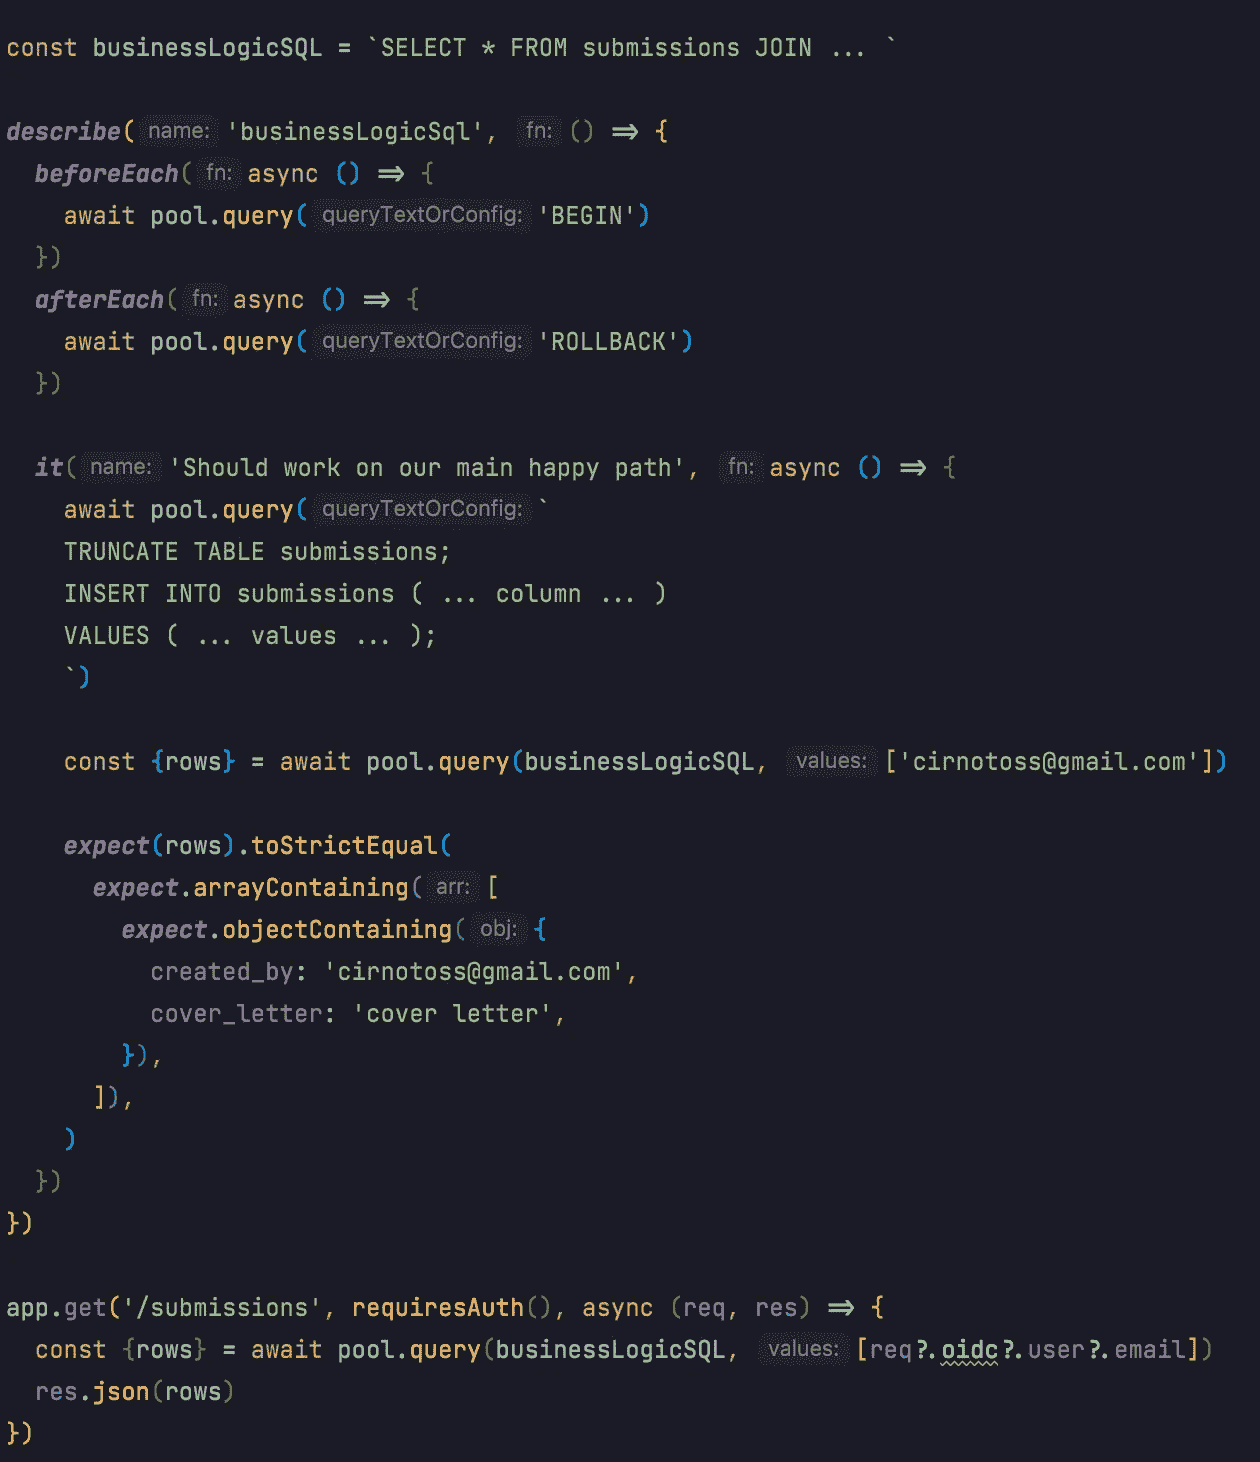 const businessLogicSQL = `SELECT * FROM submissions JOIN ... `
describe( name: 'businessLogicSql', fn: () => {
beforeEach( fn: async () => {
await pool.query( queryTextOrConfig: 'BEGIN')
})
afterEach( fn: async () => {
await pool.query( queryTextOrConfig: 'ROLLBACK')
})
it( name: 'Should work on our main happy path', fn: async () => {
await pool.query( queryTextOrConfig: `
TRUNCATE TABLE submissions;
INSERT INTO submissions ( ... column ... )
VALUES ( ... values ... );
`)
const {rows} = await pool.query(businessLogicSQL, values: ['cirnotoss@gmail.com'])
expect(rows).toStrictEqual(
expect.arrayContaining( arr: [
expect.objectContaining( obj: {
created_by: 'cirnotoss@gmail.com',
cover_letter: 'cover letter',
}),
]),
)
})
})
app.get('/submissions', requiresAuth(), async (req, res) => {
const {rows} = await pool.query(businessLogicSQL, values: [req?.oidc?.user?.email])
res.json(rows)
})